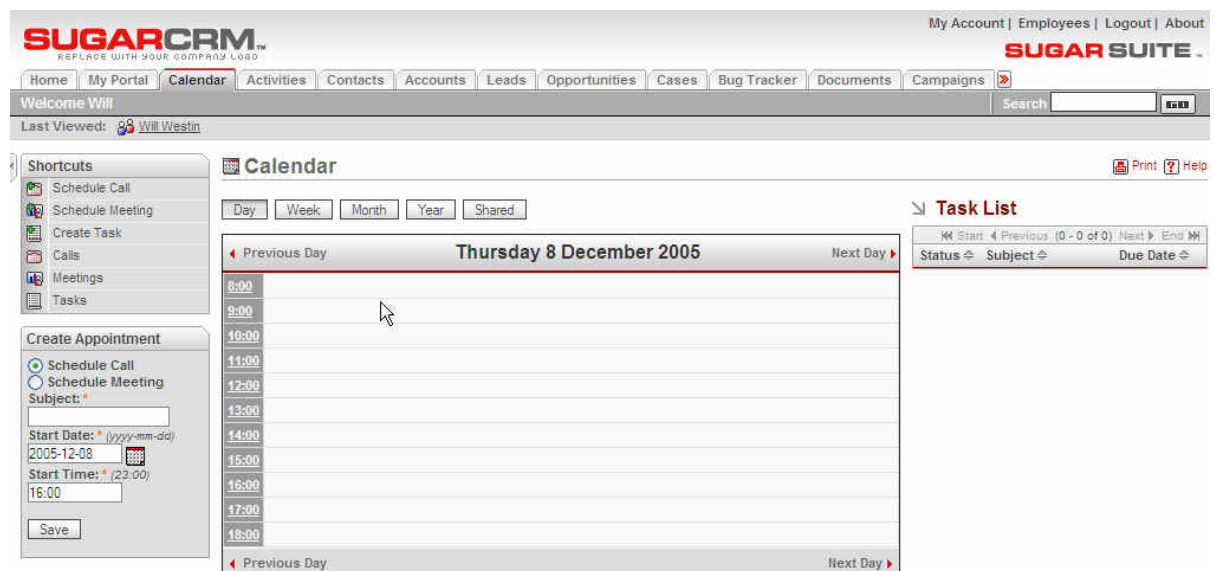 My Account | Employees | Logout | About
SUGARCRM™
REPLACE WITH YOUR COMPANY LOGO
SUGAR SUITE
Home My Portal Calendar Activities Contacts Accounts Leads Opportunities Cases Bug Tracker Documents Campaigns
Welcome Will
Search GO
Last Viewed: Will Westin
Shortcuts
Schedule Call
Schedule Meeting
Create Task
Calls
Meetings
Tasks
Create Appointment
Schedule Call
Schedule Meeting
Subject: *
Start Date: * (yyyy-mm-dd)
2005-12-08
Start Time: * (23:00)
16:00
Save
Calendar
Print ? Help
Day Week Month Year Shared
Previous Day Thursday 8 December 2005 Next Day
8:00
9:00
10:00
11:00
12:00
13:00
14:00
15:00
16:00
17:00
18:00
Previous Day Next Day
Task List
Start Previous (0 - 0 of 0) Next End
Status Subject Due Date